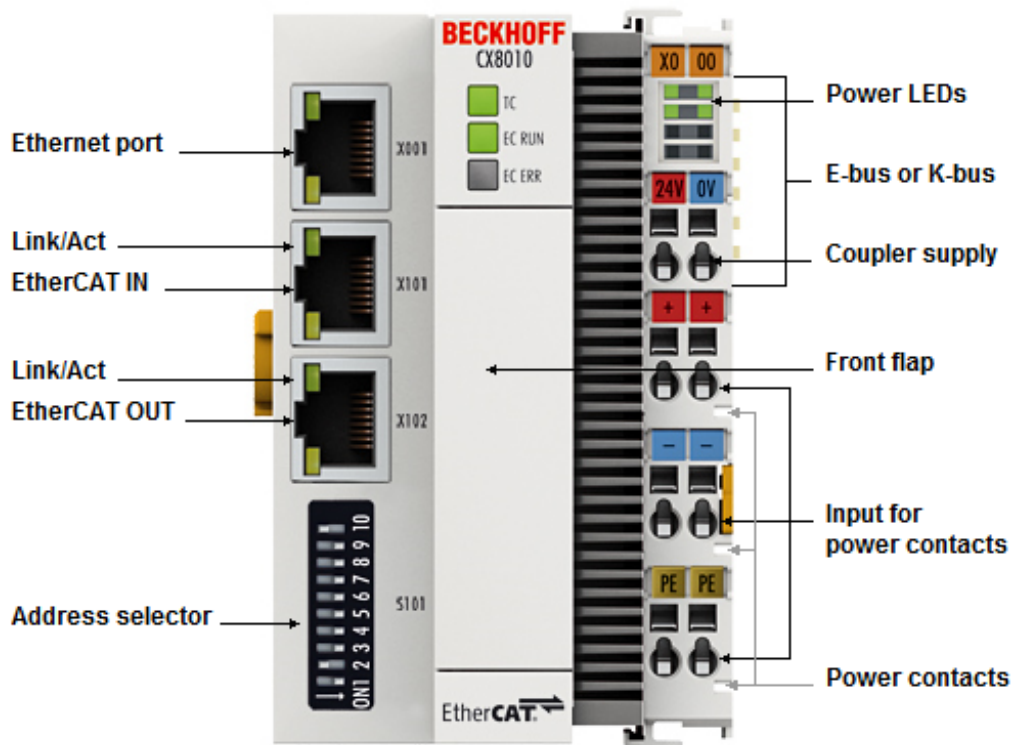 BECKHOFF
CX8010
TC
EC RUN
EC ERR
X0 00
Power LEDs
Ethernet port
X001
E-bus or K-bus
24V 0V
Link/Act
Coupler supply
EtherCAT IN
X101
+ +
Link/Act
Front flap
EtherCAT OUT
X102
− −
Input for
power contacts
ON 1 2 3 4 5 6 7 8 9 10
PE PE
S101
Address selector
Power contacts
EtherCAT.